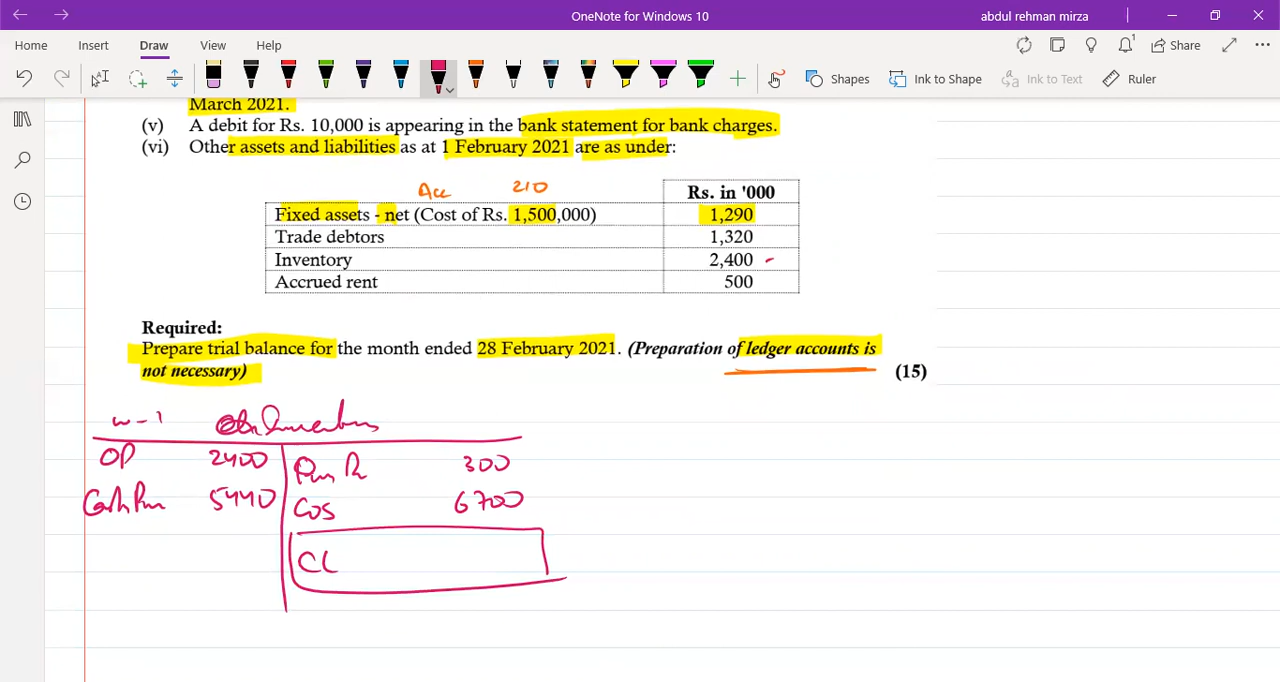 OneNote for Windows 10
abdul rehman mirza
Home Insert Draw View Help
Share
Shapes Ink to Shape Ink to Text Ruler
March 2021.
(v) A debit for Rs. 10,000 is appearing in the bank statement for bank charges.
(vi) Other assets and liabilities as at 1 February 2021 are as under:
Acc 210
Rs. in '000
Fixed assets - net (Cost of Rs. 1,500,000) 1,290
Trade debtors 1,320
Inventory 2,400
Accrued rent 500
Required:
Prepare trial balance for the month ended 28 February 2021. (Preparation of ledger accounts is
not necessary)
(15)
w-1
OP 2400 Pur R 300
Cash Pur 5440 COS 6700
CL